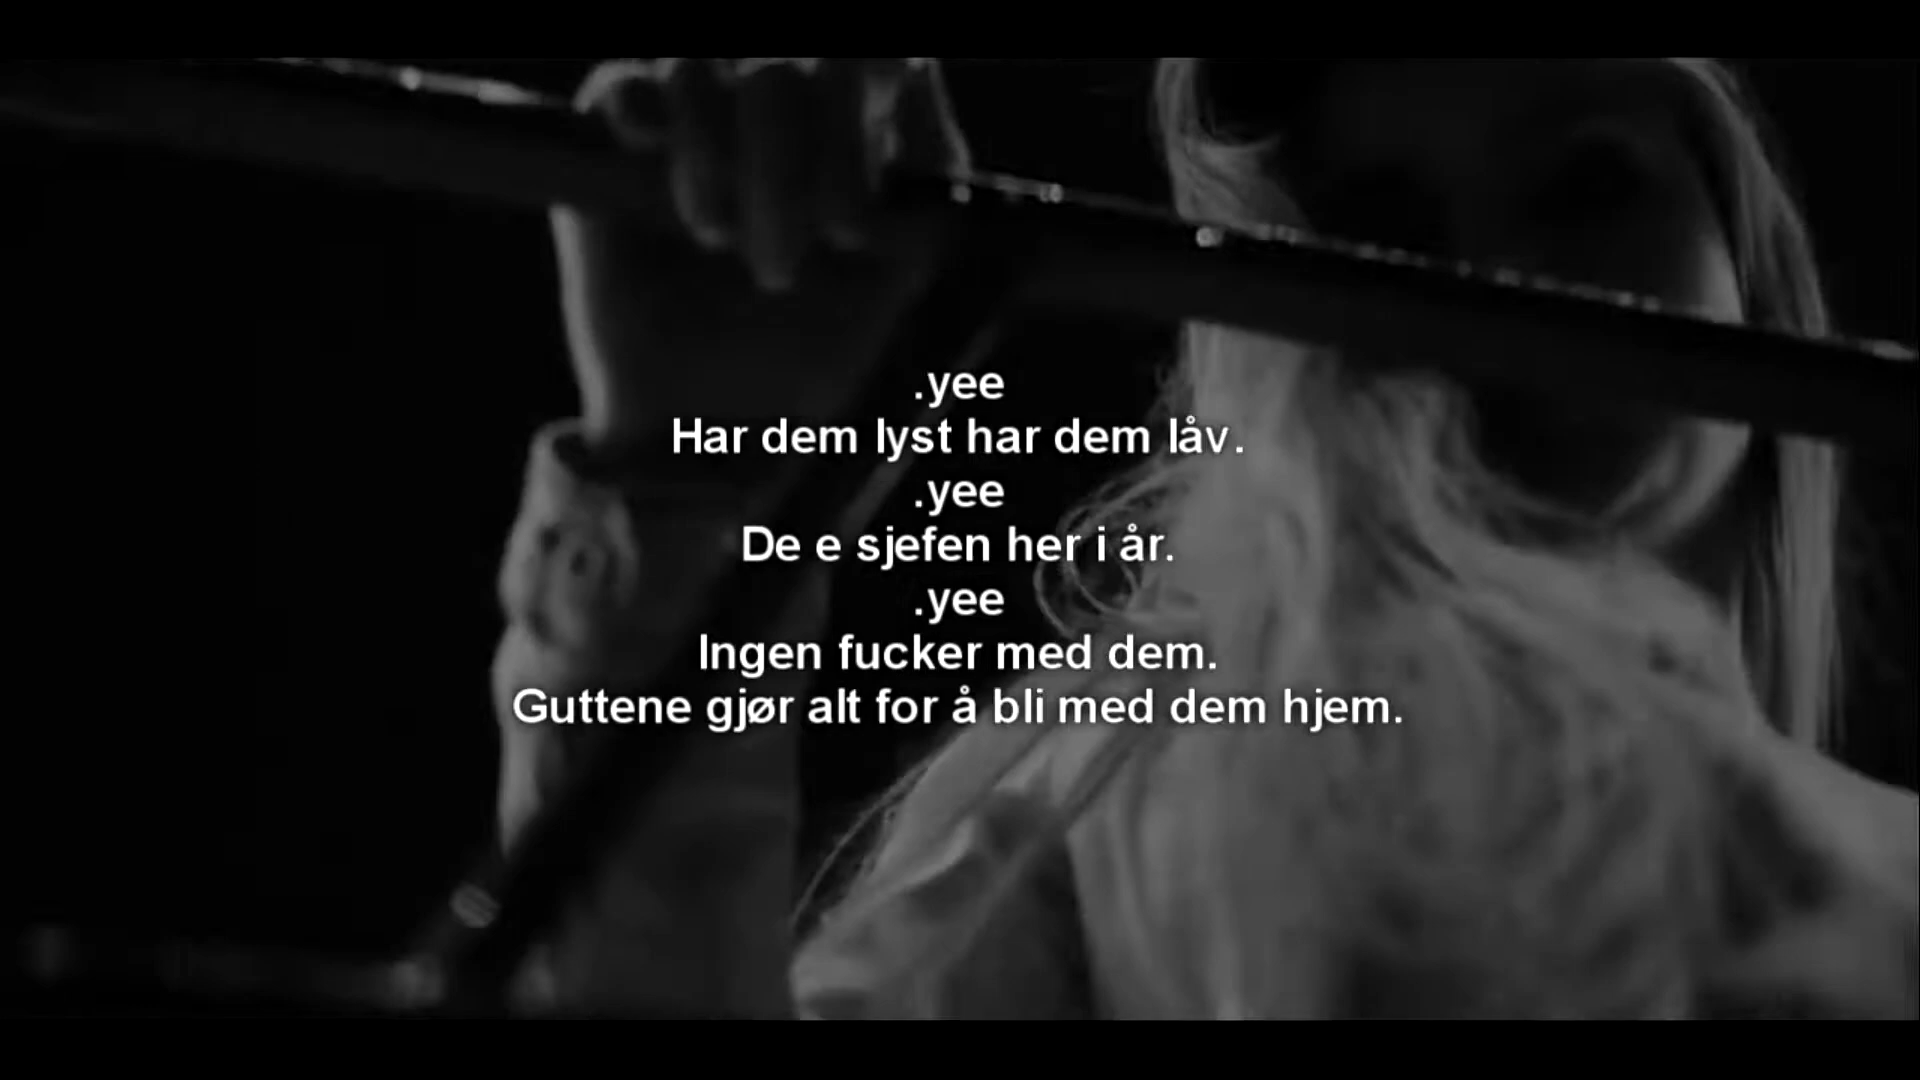 .yee
Har dem lyst har dem låv.
.yee
De e sjefen her i år.
.yee
Ingen fucker med dem.
Guttene gjør alt for å bli med dem hjem.